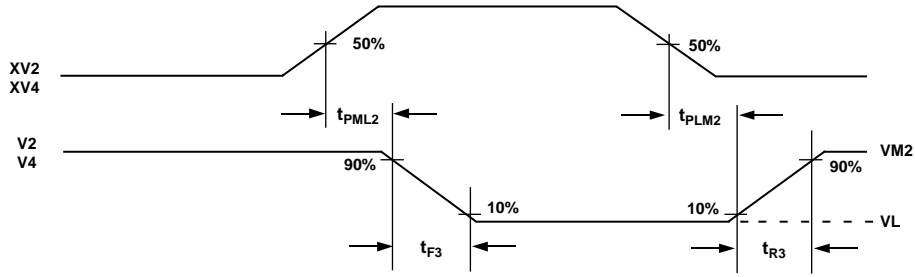 50%
50%
XV2
XV4
tPML2
tPLM2
V2
V4
VM2
90%
90%
10%
10%
VL
tF3
tR3